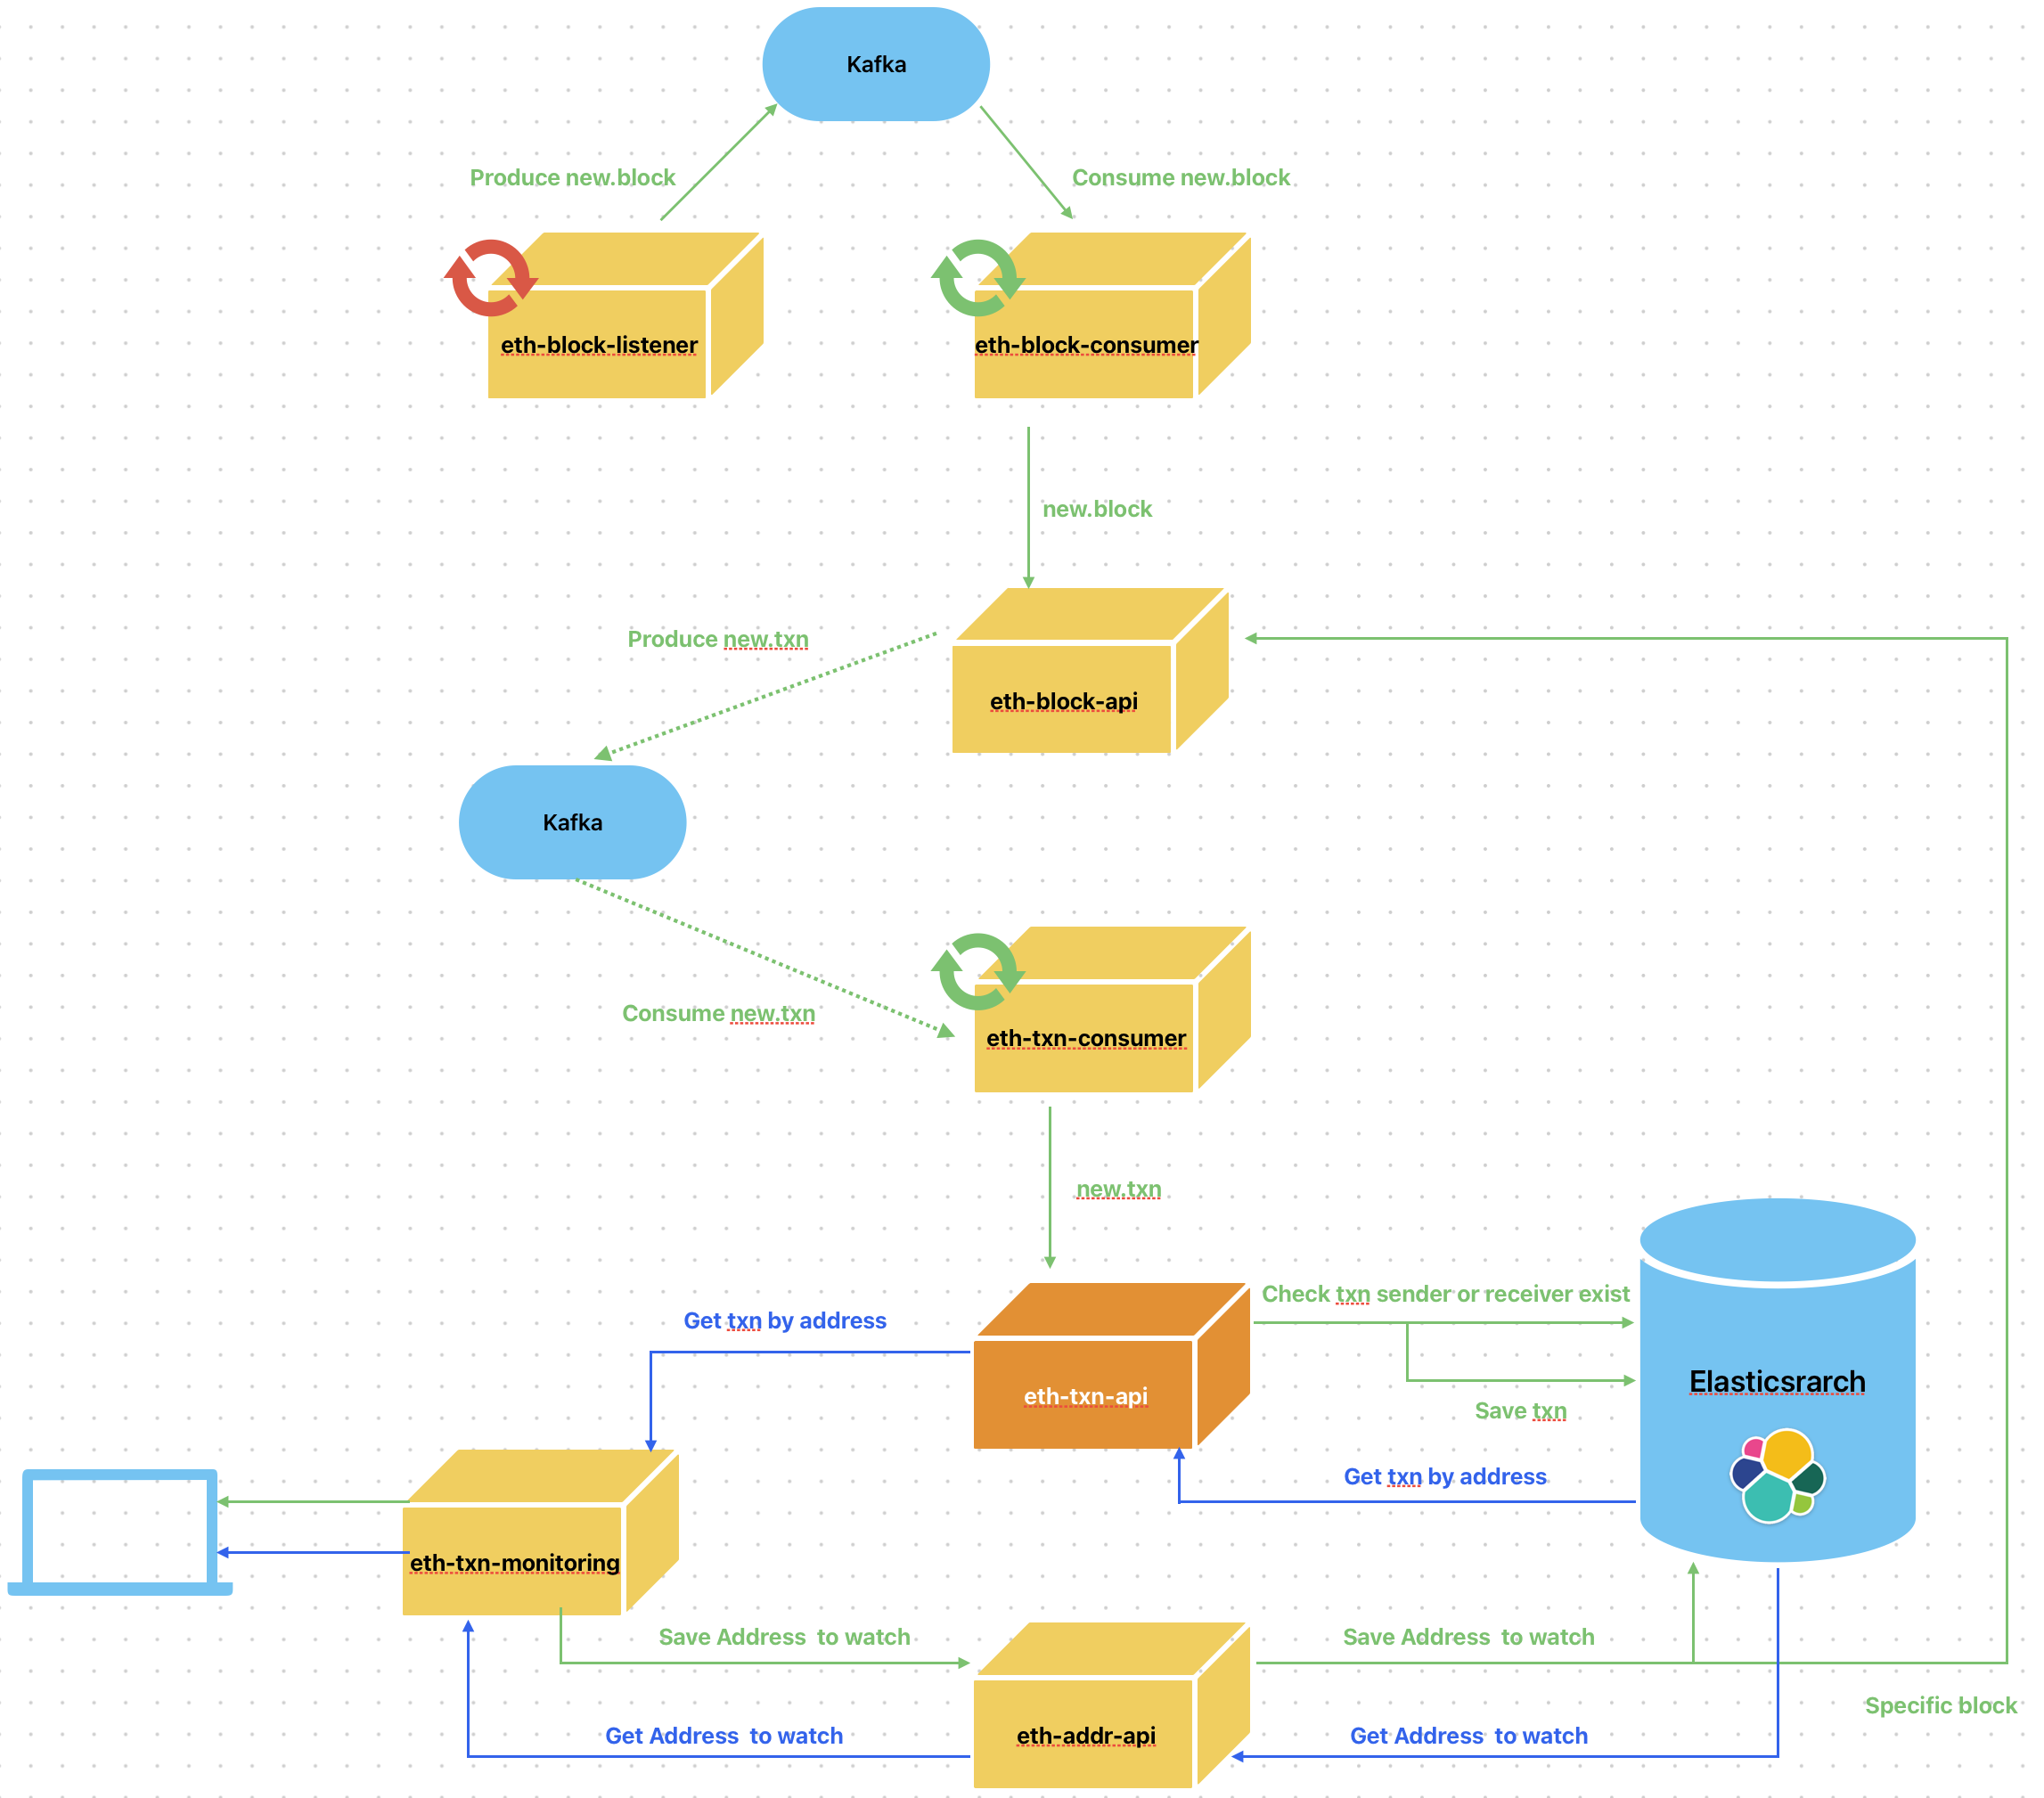 Kafka
Produce new.block
Consume new.block
eth-block-listener
eth-block-consumer
new.block
Produce new.txn
eth-block-api
Kafka
Consume new.txn
eth-txn-consumer
new.txn
Check txn sender or receiver exist
Get txn by address
Elasticsrarch
eth-txn-api
Save txn
Get txn by address
eth-txn-monitoring
Save Address to watch
Save Address to watch
Specific block
Get Address to watch
eth-addr-api
Get Address to watch